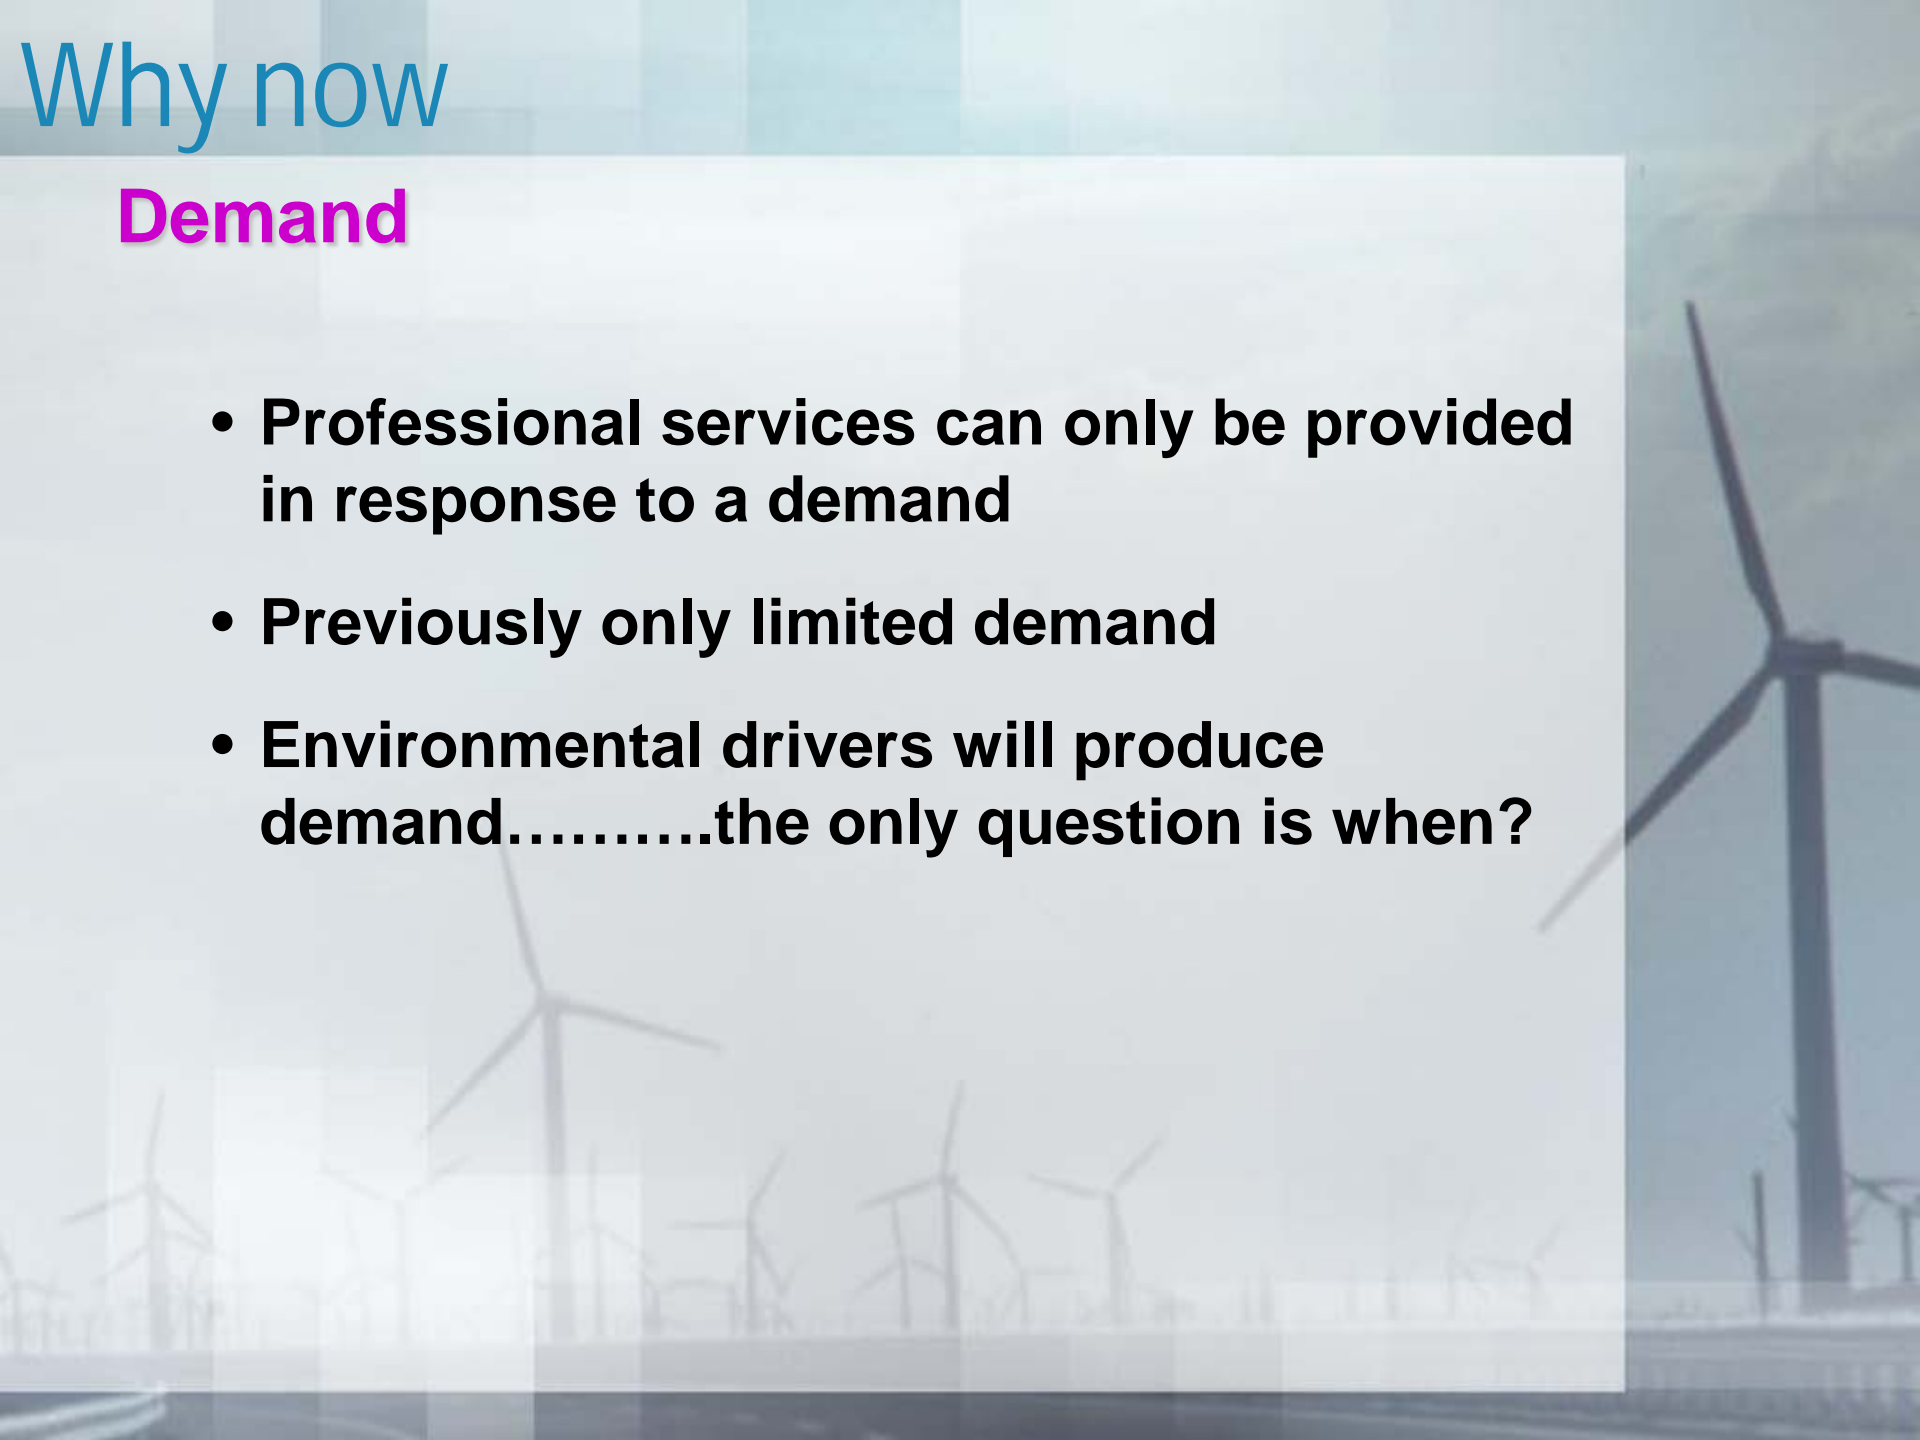 Why now
Demand
• Professional services can only be provided
in response to a demand
• Previously only limited demand
• Environmental drivers will produce
demand……….the only question is when?